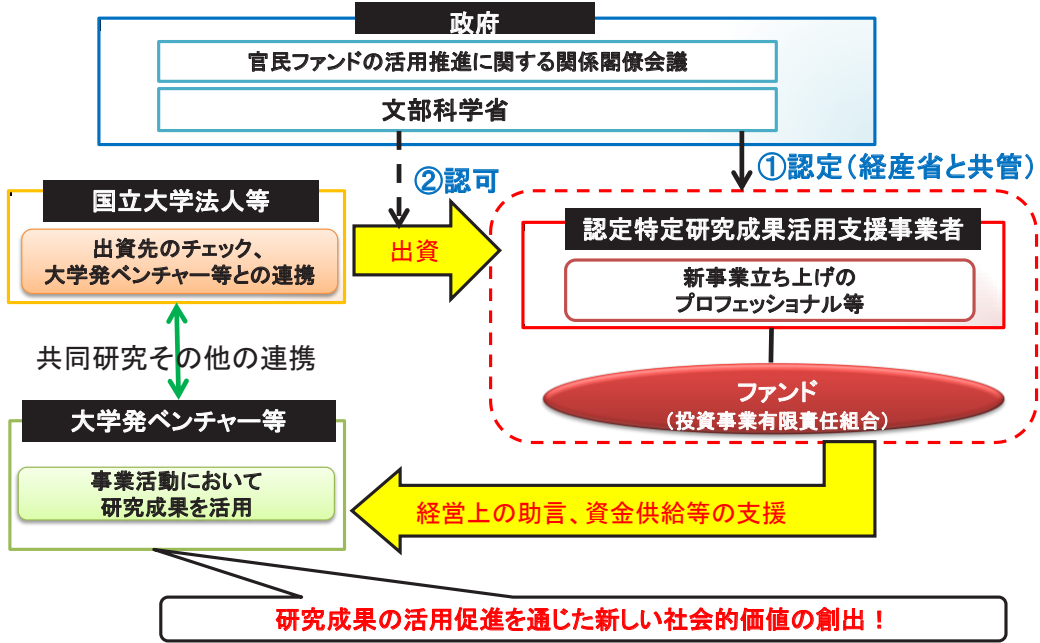 政府
官民ファンドの活用推進に関する関係閣僚会議
文部科学省
②認可
①認定(経産省と共管)
国立大学法人等
出資先のチェック、
大学発ベンチャー等との連携
出資
認定特定研究成果活用支援事業者
新事業立ち上げの
プロフェッショナル等
共同研究その他の連携
ファンド
(投資事業有限責任組合)
大学発ベンチャー等
事業活動において
研究成果を活用
経営上の助言、資金供給等の支援
研究成果の活用促進を通じた新しい社会的価値の創出!